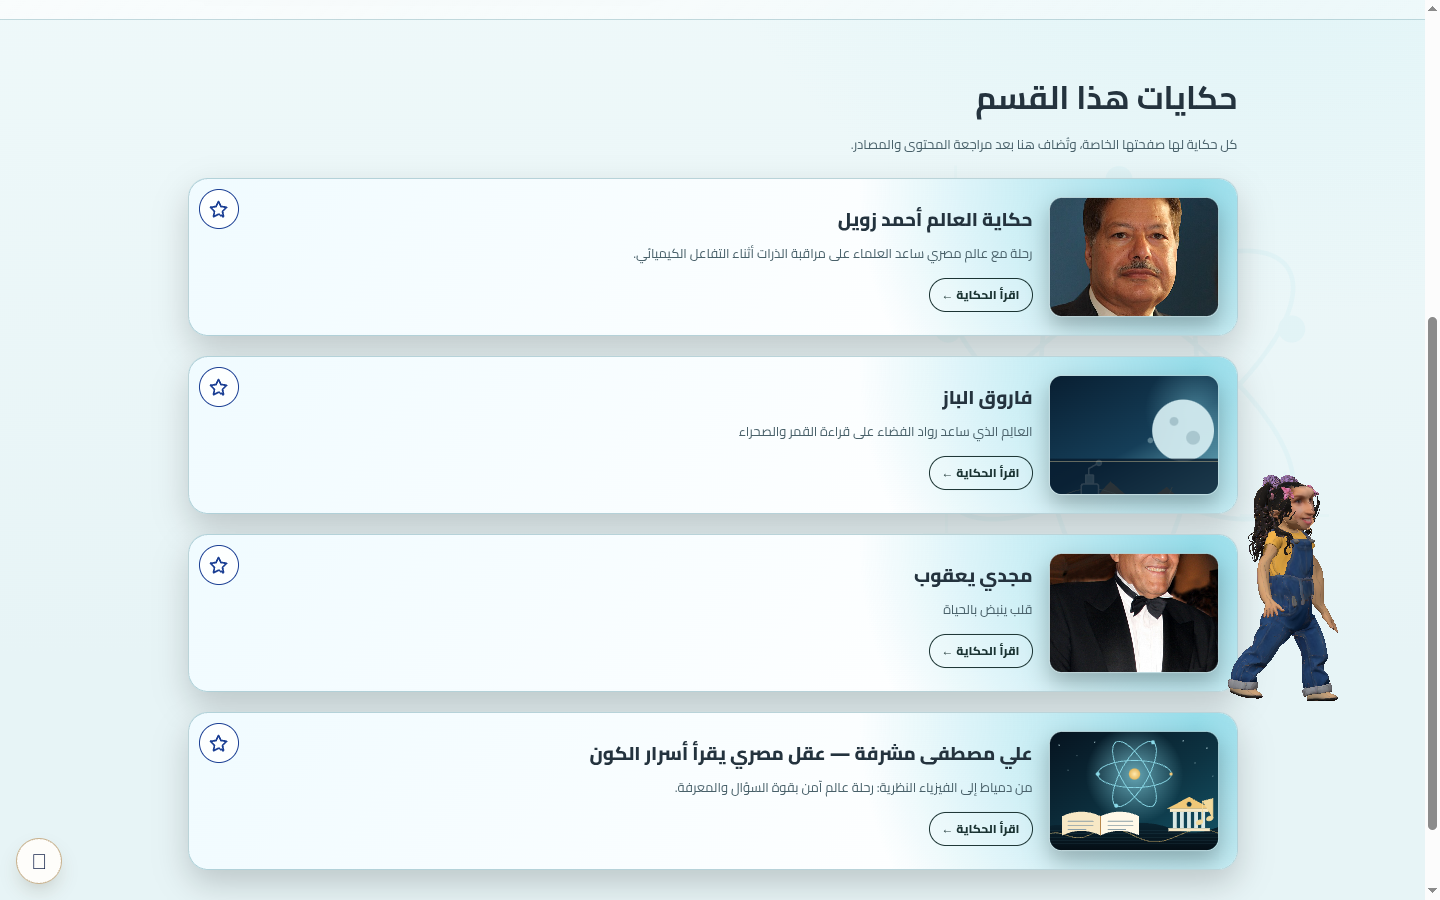 حكايات هذا القسم
كل حكاية لها صفحتها الخاصة، وتُضاف هنا بعد مراجعة المحتوى والمصادر.
حكاية العالم أحمد زويل
رحلة مع عالم مصري ساعد العلماء على مراقبة الذرات أثناء التفاعل الكيميائي.
اقرأ الحكاية ←
فاروق الباز
العالِم الذي ساعد رواد الفضاء على قراءة القمر والصحراء
اقرأ الحكاية ←
مجدي يعقوب
قلب ينبض بالحياة
اقرأ الحكاية ←
علي مصطفى مشرفة — عقل مصري يقرأ أسرار الكون
من دمياط إلى الفيزياء النظرية: رحلة عالم آمن بقوة السؤال والمعرفة.
اقرأ الحكاية ←